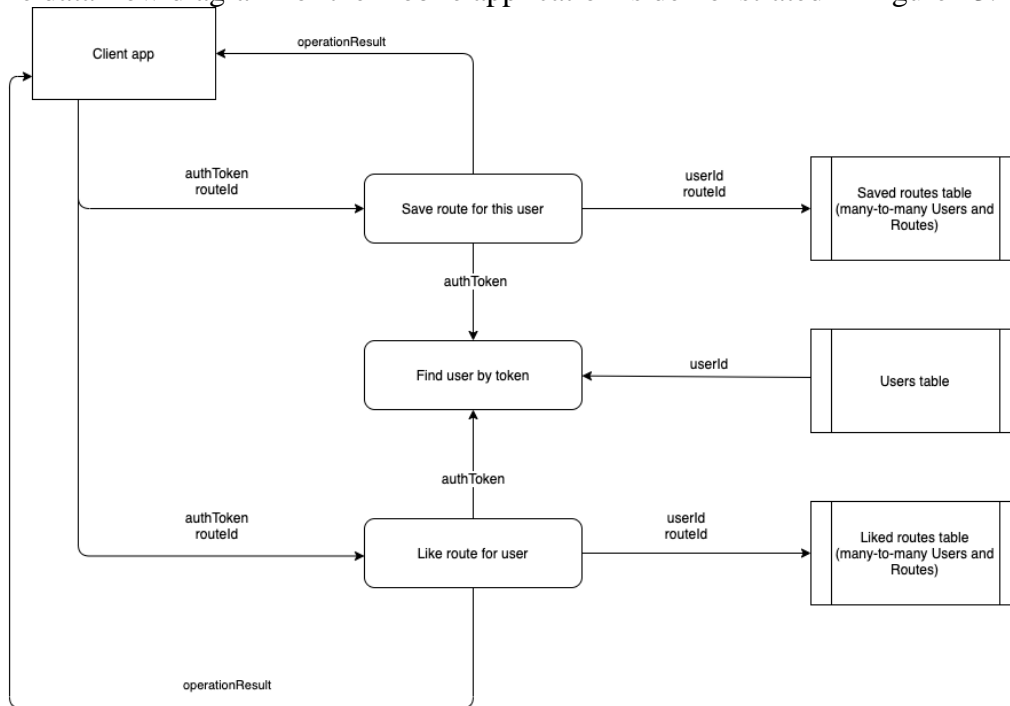 operationResult
Client app
authToken
routeId
Save route for this user
userId
routeId
Saved routes table
(many-to-many Users and
Routes)
authToken
Find user by token
userId
Users table
authToken
authToken
routeId
Like route for user
userId
routeId
Liked routes table
(many-to-many Users and
Routes)
operationResult